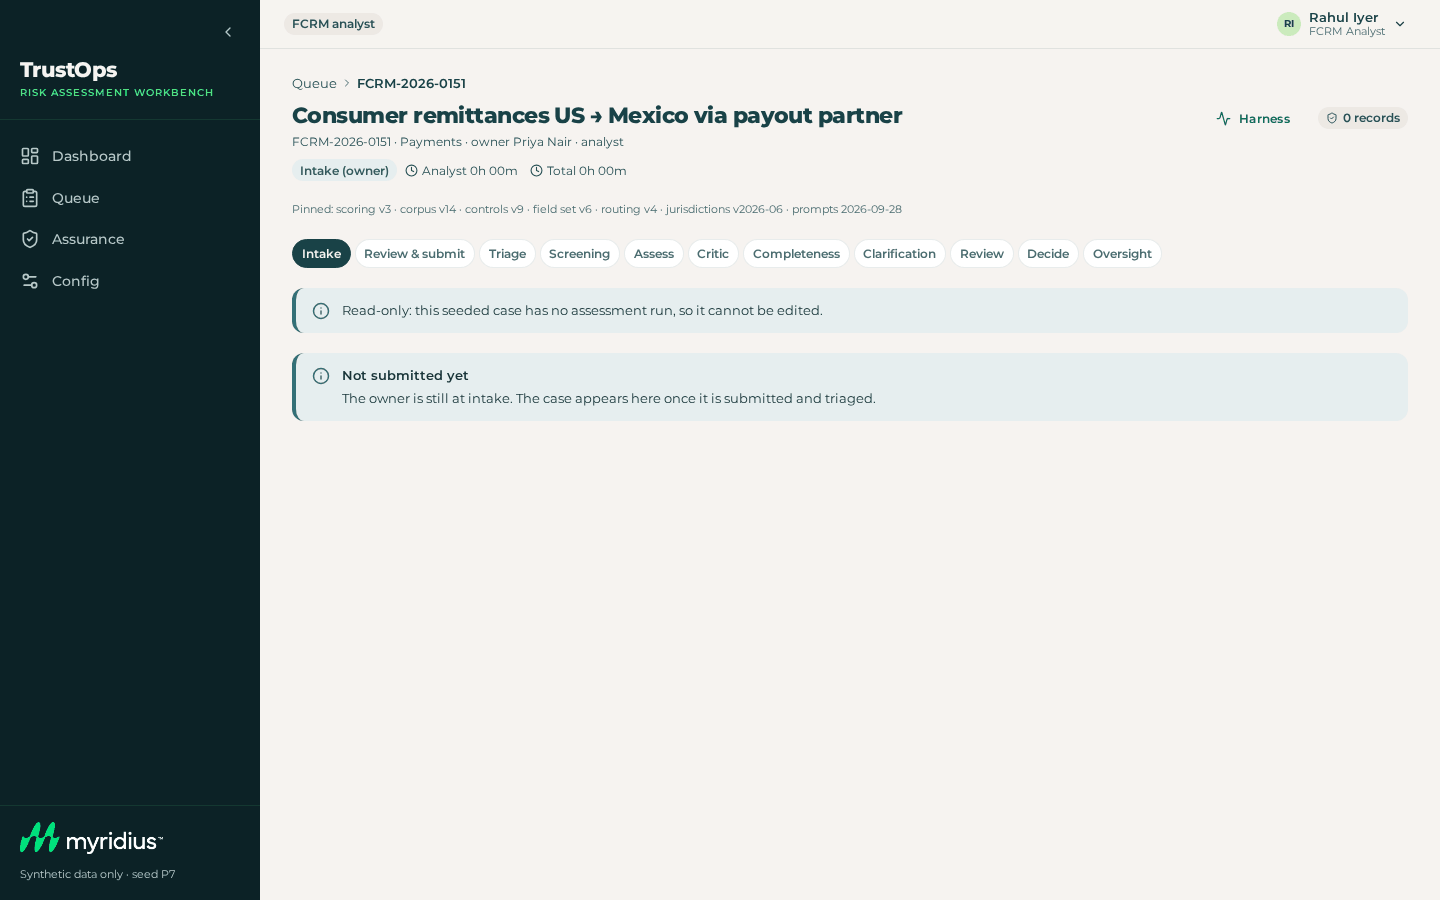 FCRM analyst
RI
Rahul Iyer
FCRM Analyst
TrustOps
RISK ASSESSMENT WORKBENCH
Dashboard
Queue
Assurance
Config
Queue > FCRM-2026-0151
Consumer remittances US → Mexico via payout partner
Harness
0 records
FCRM-2026-0151 · Payments · owner Priya Nair · analyst
Intake (owner) Analyst 0h 00m Total 0h 00m
Pinned: scoring v3 · corpus v14 · controls v9 · field set v6 · routing v4 · jurisdictions v2026-06 · prompts 2026-09-28
Intake Review & submit Triage Screening Assess Critic Completeness Clarification Review Decide Oversight
Read-only: this seeded case has no assessment run, so it cannot be edited.
Not submitted yet
The owner is still at intake. The case appears here once it is submitted and triaged.
myridius™
Synthetic data only · seed P7